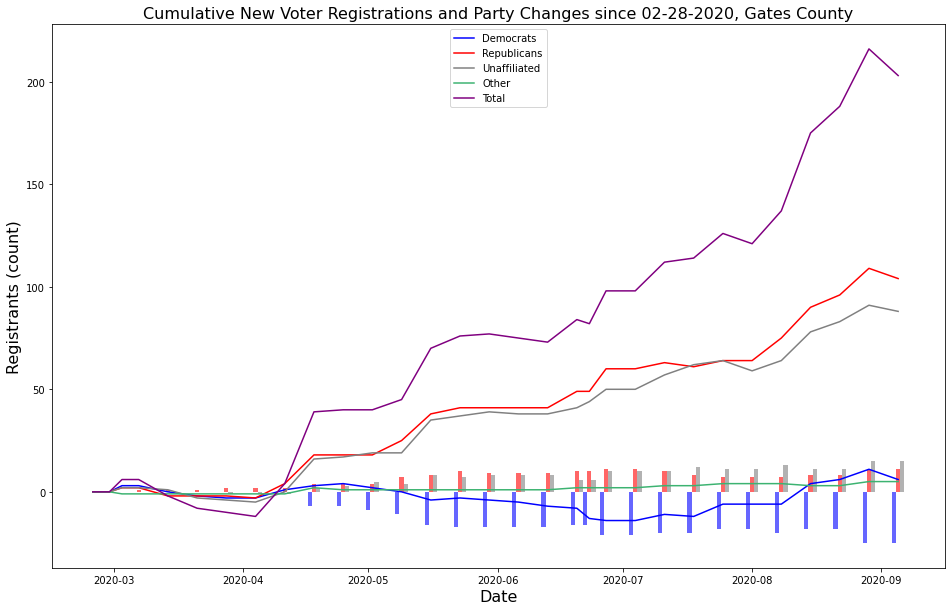 Cumulative New Voter Registrations and Party Changes since 02-28-2020, Gates County
Democrats
Republicans
Unaffiliated
Other
Total
200
150
100
50
0
Registrants (count)
2020-03 2020-04 2020-05 2020-06 2020-07 2020-08 2020-09
Date